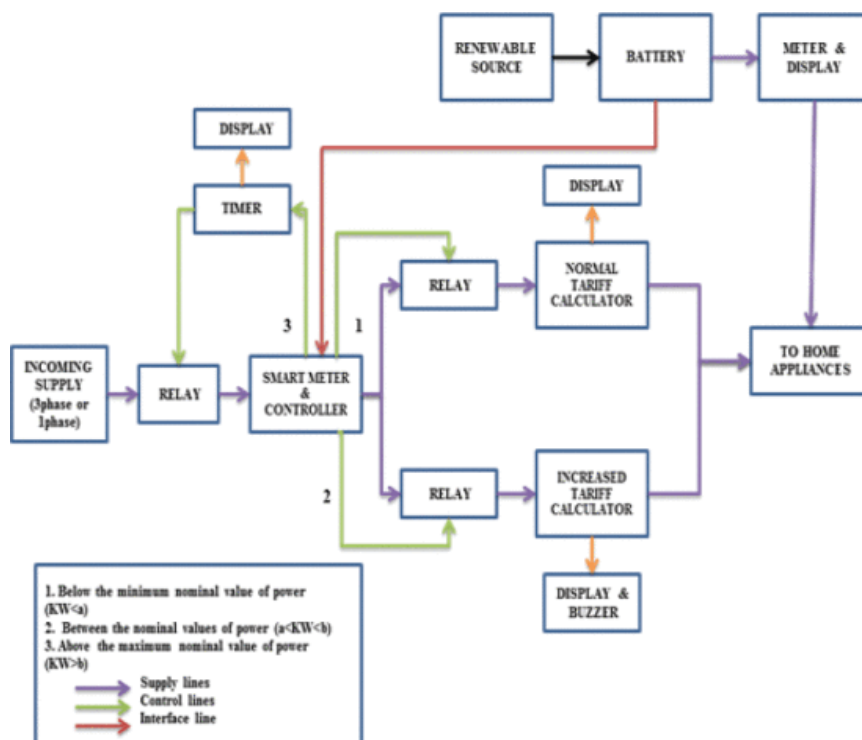 RENEWABLE
SOURCE
BATTERY
METER &
DISPLAY
DISPLAY
TIMER
DISPLAY
RELAY
NORMAL
TARIFF
CALCULATOR
3
1
INCOMING
SUPPLY
(3phase or
1phase)
RELAY
SMART METER
&
CONTROLLER
TO HOME
APPLIANCES
2
RELAY
INCREASED
TARIFF
CALCULATOR
DISPLAY &
BUZZER
1. Below the minimum nominal value of power
(KW<a)
2. Between the nominal values of power (a<KW<b)
3. Above the maximum nominal value of power
(KW>b)
Supply lines
Control lines
Interface line